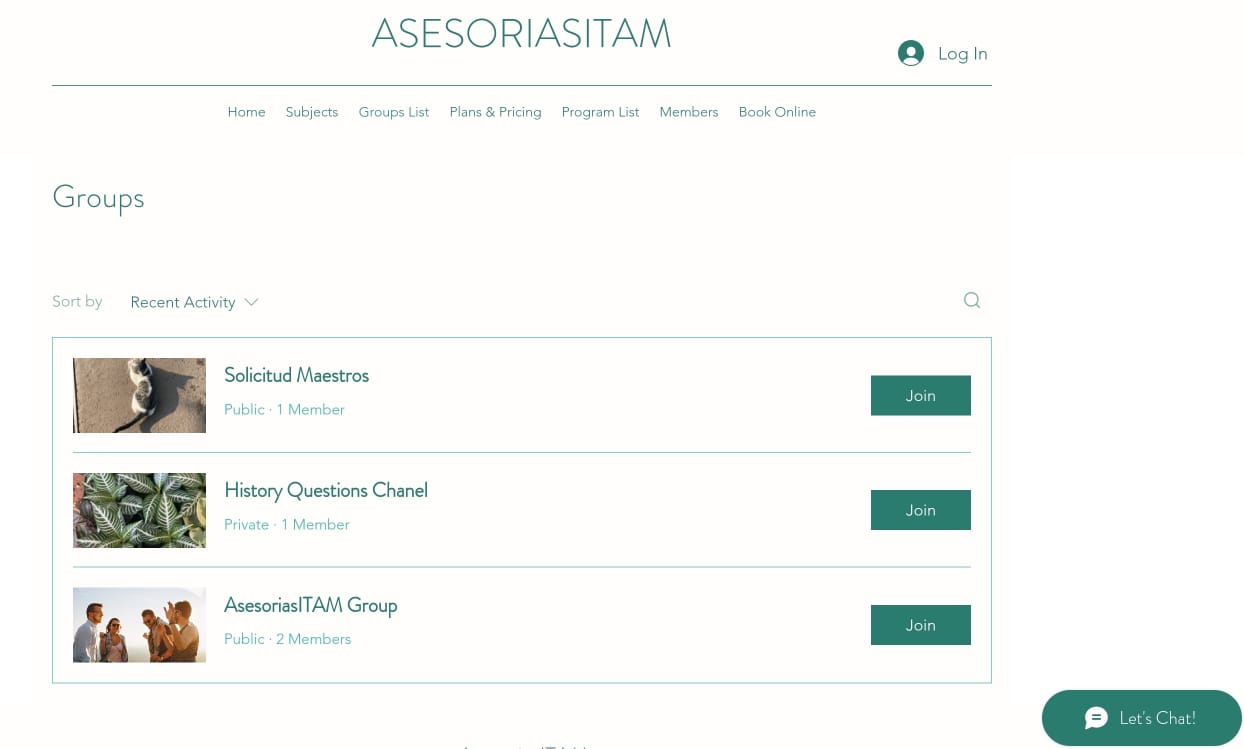 ASESORIASITAM
Log In
Home Subjects Groups List Plans & Pricing Program List Members Book Online
Groups
Sort by Recent Activity
Solicitud Maestros
Public · 1 Member
Join
History Questions Chanel
Private · 1 Member
Join
AsesoriasITAM Group
Public · 2 Members
Join
Let's Chat!